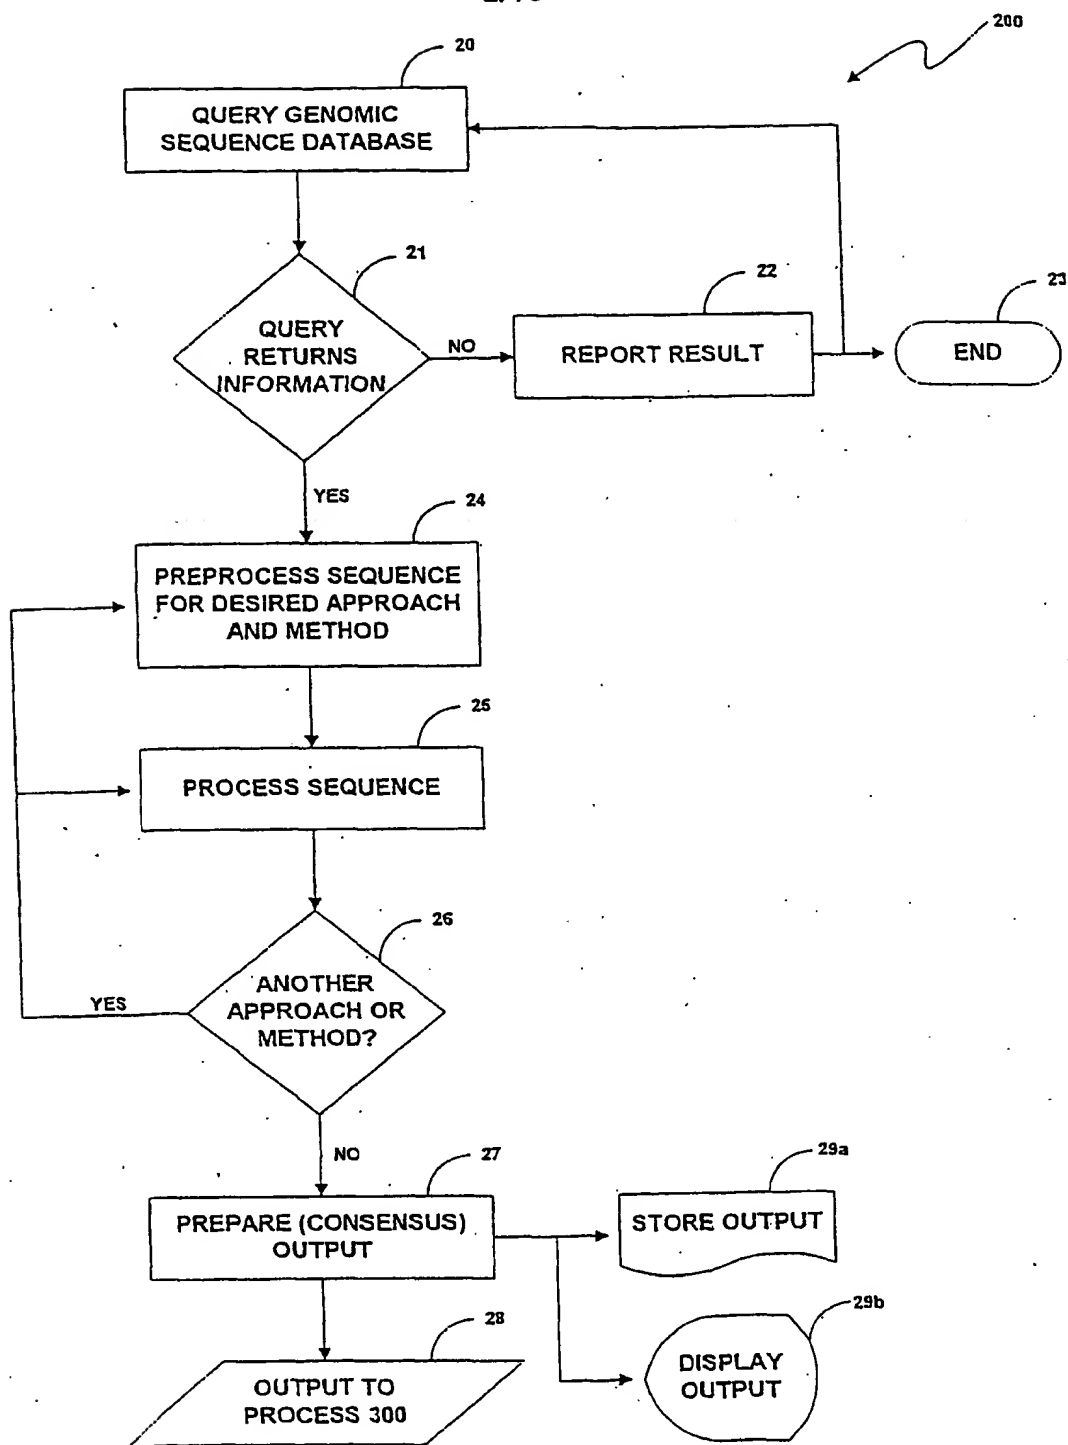 200
20
QUERY GENOMIC
SEQUENCE DATABASE
21
QUERY
RETURNS
INFORMATION
NO
22
REPORT RESULT
23
END
YES
24
PREPROCESS SEQUENCE
FOR DESIRED APPROACH
AND METHOD
25
PROCESS SEQUENCE
26
ANOTHER
APPROACH OR
METHOD?
YES
NO
27
PREPARE (CONSENSUS)
OUTPUT
29a
STORE OUTPUT
28
OUTPUT TO
PROCESS 300
29b
DISPLAY
OUTPUT